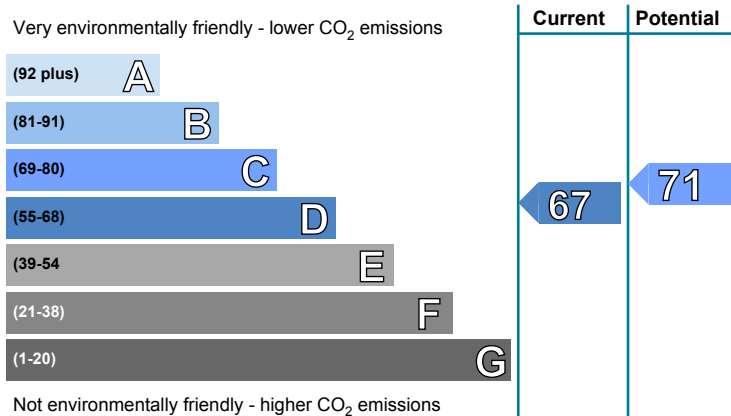 Very environmentally friendly - lower CO2 emissions
Current
Potential
(92 plus) A
(81-91) B
(69-80) C
(55-68) D
(39-54 E
(21-38) F
(1-20) G
67
71
Not environmentally friendly - higher CO2 emissions